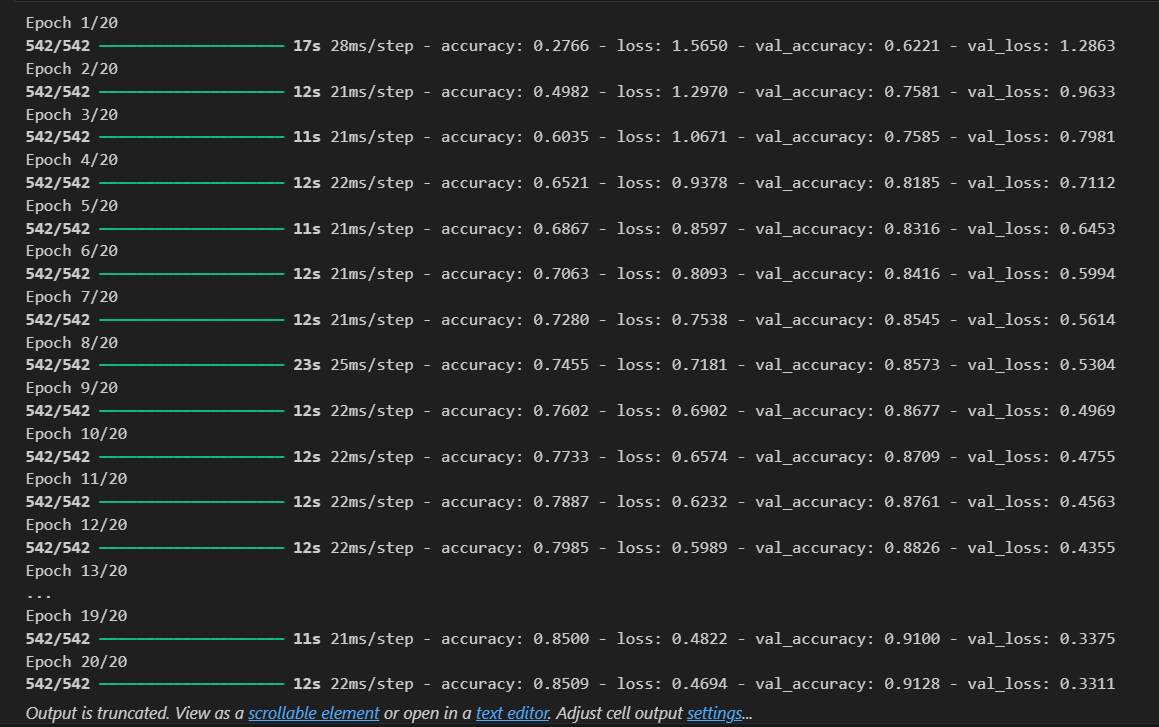 Epoch 1/20
542/542 ━━━━━━━━━━━━━━━━━━━━ 17s 28ms/step - accuracy: 0.2766 - loss: 1.5650 - val_accuracy: 0.6221 - val_loss: 1.2863
Epoch 2/20
542/542 ━━━━━━━━━━━━━━━━━━━━ 12s 21ms/step - accuracy: 0.4982 - loss: 1.2970 - val_accuracy: 0.7581 - val_loss: 0.9633
Epoch 3/20
542/542 ━━━━━━━━━━━━━━━━━━━━ 11s 21ms/step - accuracy: 0.6035 - loss: 1.0671 - val_accuracy: 0.7585 - val_loss: 0.7981
Epoch 4/20
542/542 ━━━━━━━━━━━━━━━━━━━━ 12s 22ms/step - accuracy: 0.6521 - loss: 0.9378 - val_accuracy: 0.8185 - val_loss: 0.7112
Epoch 5/20
542/542 ━━━━━━━━━━━━━━━━━━━━ 11s 21ms/step - accuracy: 0.6867 - loss: 0.8597 - val_accuracy: 0.8316 - val_loss: 0.6453
Epoch 6/20
542/542 ━━━━━━━━━━━━━━━━━━━━ 12s 21ms/step - accuracy: 0.7063 - loss: 0.8093 - val_accuracy: 0.8416 - val_loss: 0.5994
Epoch 7/20
542/542 ━━━━━━━━━━━━━━━━━━━━ 12s 21ms/step - accuracy: 0.7280 - loss: 0.7538 - val_accuracy: 0.8545 - val_loss: 0.5614
Epoch 8/20
542/542 ━━━━━━━━━━━━━━━━━━━━ 23s 25ms/step - accuracy: 0.7455 - loss: 0.7181 - val_accuracy: 0.8573 - val_loss: 0.5304
Epoch 9/20
542/542 ━━━━━━━━━━━━━━━━━━━━ 12s 22ms/step - accuracy: 0.7602 - loss: 0.6902 - val_accuracy: 0.8677 - val_loss: 0.4969
Epoch 10/20
542/542 ━━━━━━━━━━━━━━━━━━━━ 12s 22ms/step - accuracy: 0.7733 - loss: 0.6574 - val_accuracy: 0.8709 - val_loss: 0.4755
Epoch 11/20
542/542 ━━━━━━━━━━━━━━━━━━━━ 12s 22ms/step - accuracy: 0.7887 - loss: 0.6232 - val_accuracy: 0.8761 - val_loss: 0.4563
Epoch 12/20
542/542 ━━━━━━━━━━━━━━━━━━━━ 12s 22ms/step - accuracy: 0.7985 - loss: 0.5989 - val_accuracy: 0.8826 - val_loss: 0.4355
Epoch 13/20
...
Epoch 19/20
542/542 ━━━━━━━━━━━━━━━━━━━━ 11s 21ms/step - accuracy: 0.8500 - loss: 0.4822 - val_accuracy: 0.9100 - val_loss: 0.3375
Epoch 20/20
542/542 ━━━━━━━━━━━━━━━━━━━━ 12s 22ms/step - accuracy: 0.8509 - loss: 0.4694 - val_accuracy: 0.9128 - val_loss: 0.3311
Output is truncated. View as a scrollable element or open in a text editor. Adjust cell output settings...